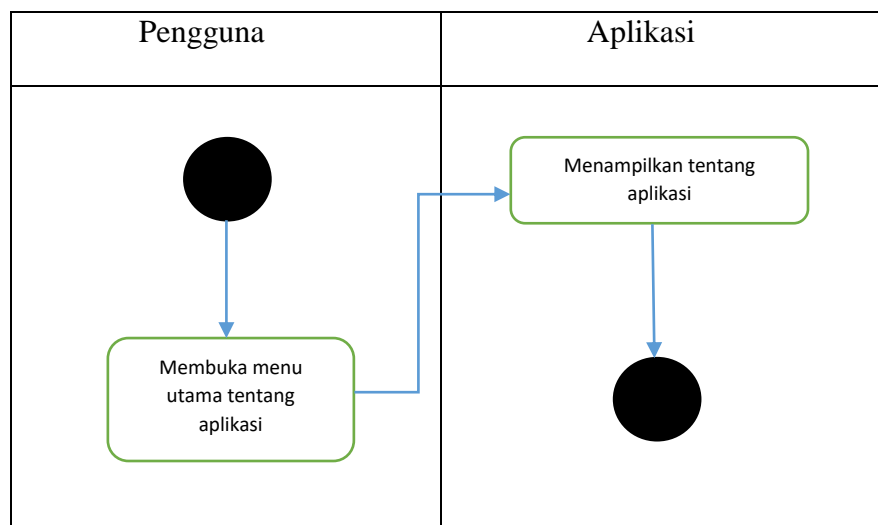 Pengguna
Aplikasi
Menampilkan tentang
aplikasi
Membuka menu
utama tentang
aplikasi